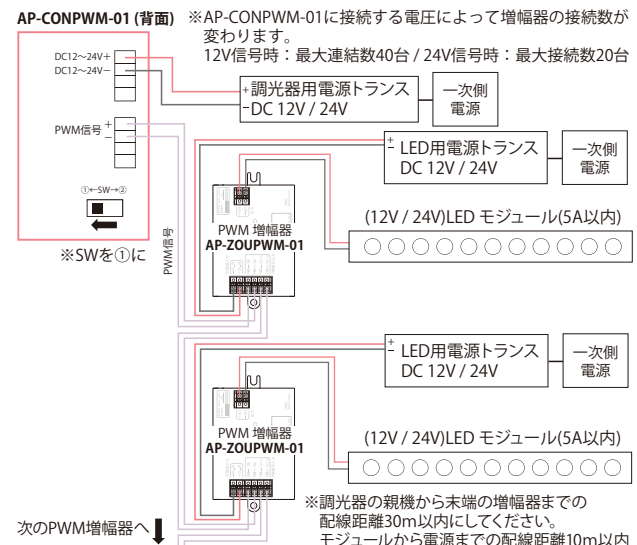 AP-CONPWM-01 (背面)
※AP-CONPWM-01に接続する電圧によって増幅器の接続数が
変わります。
12V信号時：最大連結数40台 / 24V信号時：最大接続数20台
DC12〜24V+
DC12〜24V−
+調光器用電源トランス
−DC 12V / 24V
一次側
電源
PWM信号
+
−
+
−
LED用電源トランス
DC 12V / 24V
一次側
電源
①←SW→②
※SWを①に
PWM信号
PWM 増幅器
AP-ZOUPWM-01
(12V / 24V)LED モジュール(5A以内)
+
−
LED用電源トランス
DC 12V / 24V
一次側
電源
PWM 増幅器
AP-ZOUPWM-01
(12V / 24V)LED モジュール(5A以内)
※調光器の親機から末端の増幅器までの
配線距離30m以内にしてください。
モジュールから電源までの配線距離10m以内
次のPWM増幅器へ